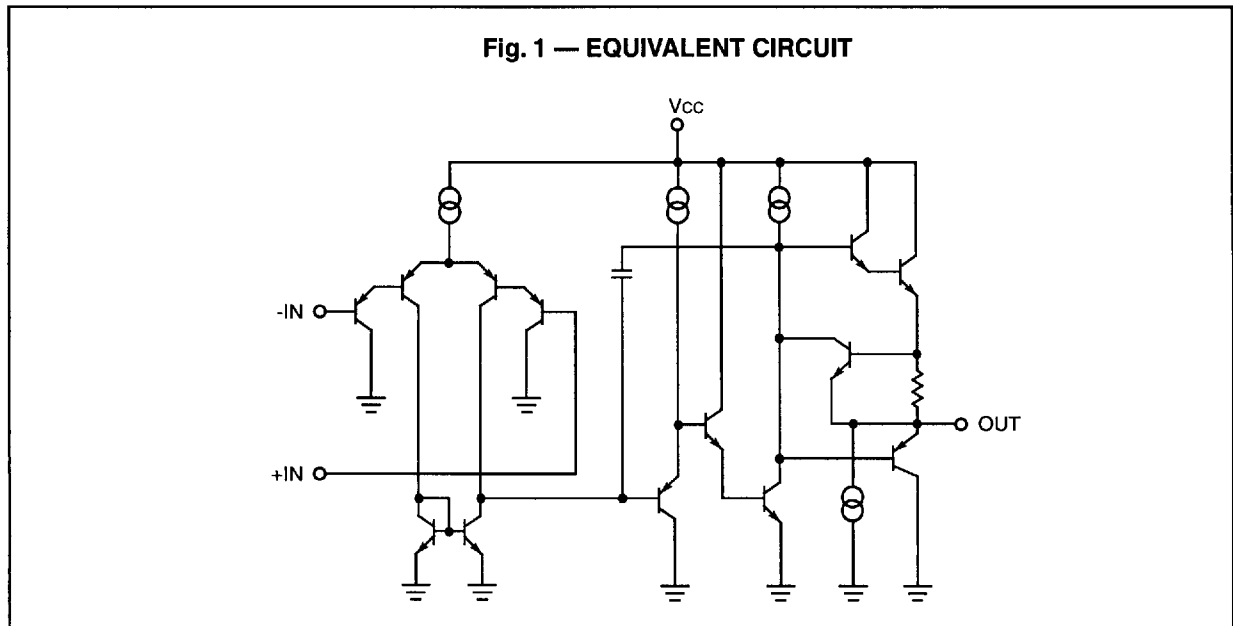 Fig. 1 — EQUIVALENT CIRCUIT
Vcc
-IN
OUT
+IN